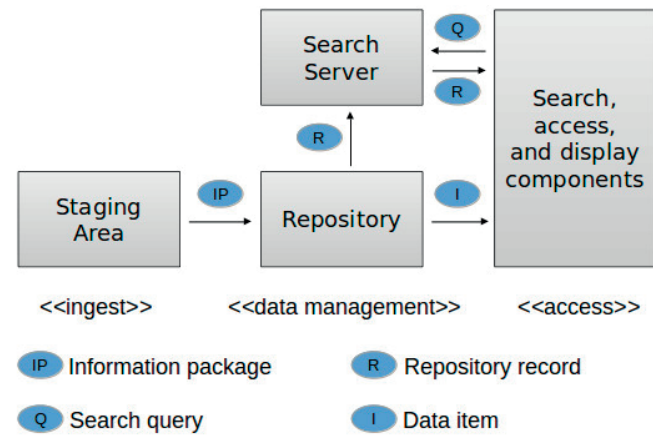 Search
Server
Q
R
Search,
access,
and display
components
R
Staging
Area
IP
Repository
I
<<ingest>>
<<data management>>
<<access>>
IP Information package
R Repository record
Q Search query
I Data item